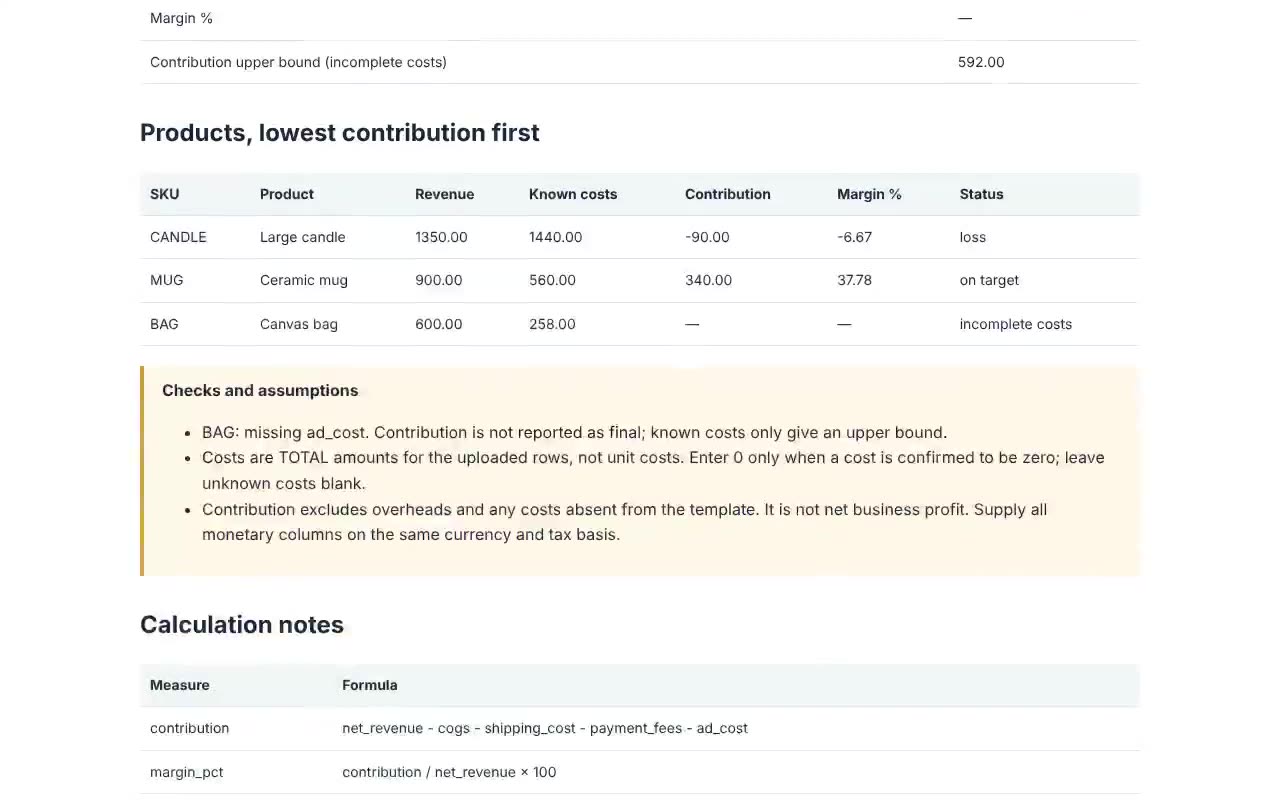 Margin % —
Contribution upper bound (incomplete costs) 592.00
Products, lowest contribution first
SKU Product Revenue Known costs Contribution Margin % Status
CANDLE Large candle 1350.00 1440.00 -90.00 -6.67 loss
MUG Ceramic mug 900.00 560.00 340.00 37.78 on target
BAG Canvas bag 600.00 258.00 — — incomplete costs
Checks and assumptions
• BAG: missing ad_cost. Contribution is not reported as final; known costs only give an upper bound.
• Costs are TOTAL amounts for the uploaded rows, not unit costs. Enter 0 only when a cost is confirmed to be zero; leave
unknown costs blank.
• Contribution excludes overheads and any costs absent from the template. It is not net business profit. Supply all
monetary columns on the same currency and tax basis.
Calculation notes
Measure Formula
contribution net_revenue - cogs - shipping_cost - payment_fees - ad_cost
margin_pct contribution / net_revenue × 100